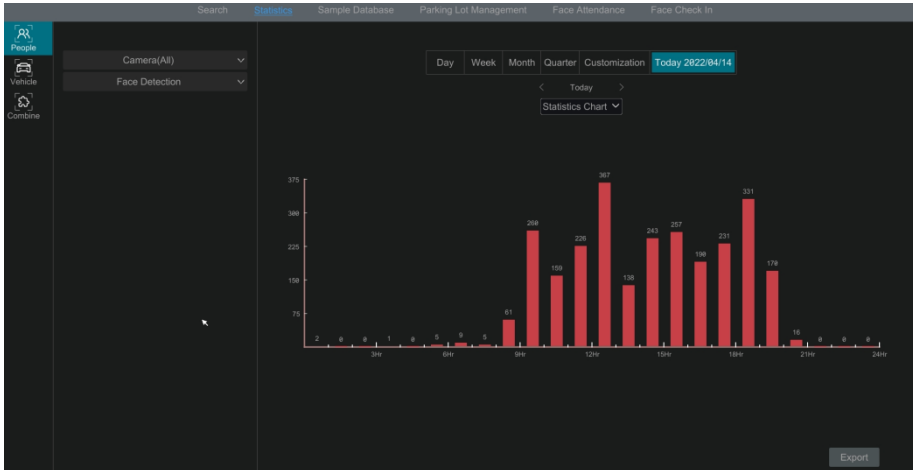 Search Statistics Sample Database Parking Lot Management Face Attendance Face Check In
People
Vehicle
Combine
Camera(All)
Face Detection
Day Week Month Quarter Customization Today 2022/04/14
< Today >
Statistics Chart
375
300
225
150
75
2 0 0 1 0 5 9 5 61 260 159 226 367 138 243 257 190 231 331 170 16 0 0 0
3Hr 6Hr 9Hr 12Hr 15Hr 18Hr 21Hr 24Hr
Export